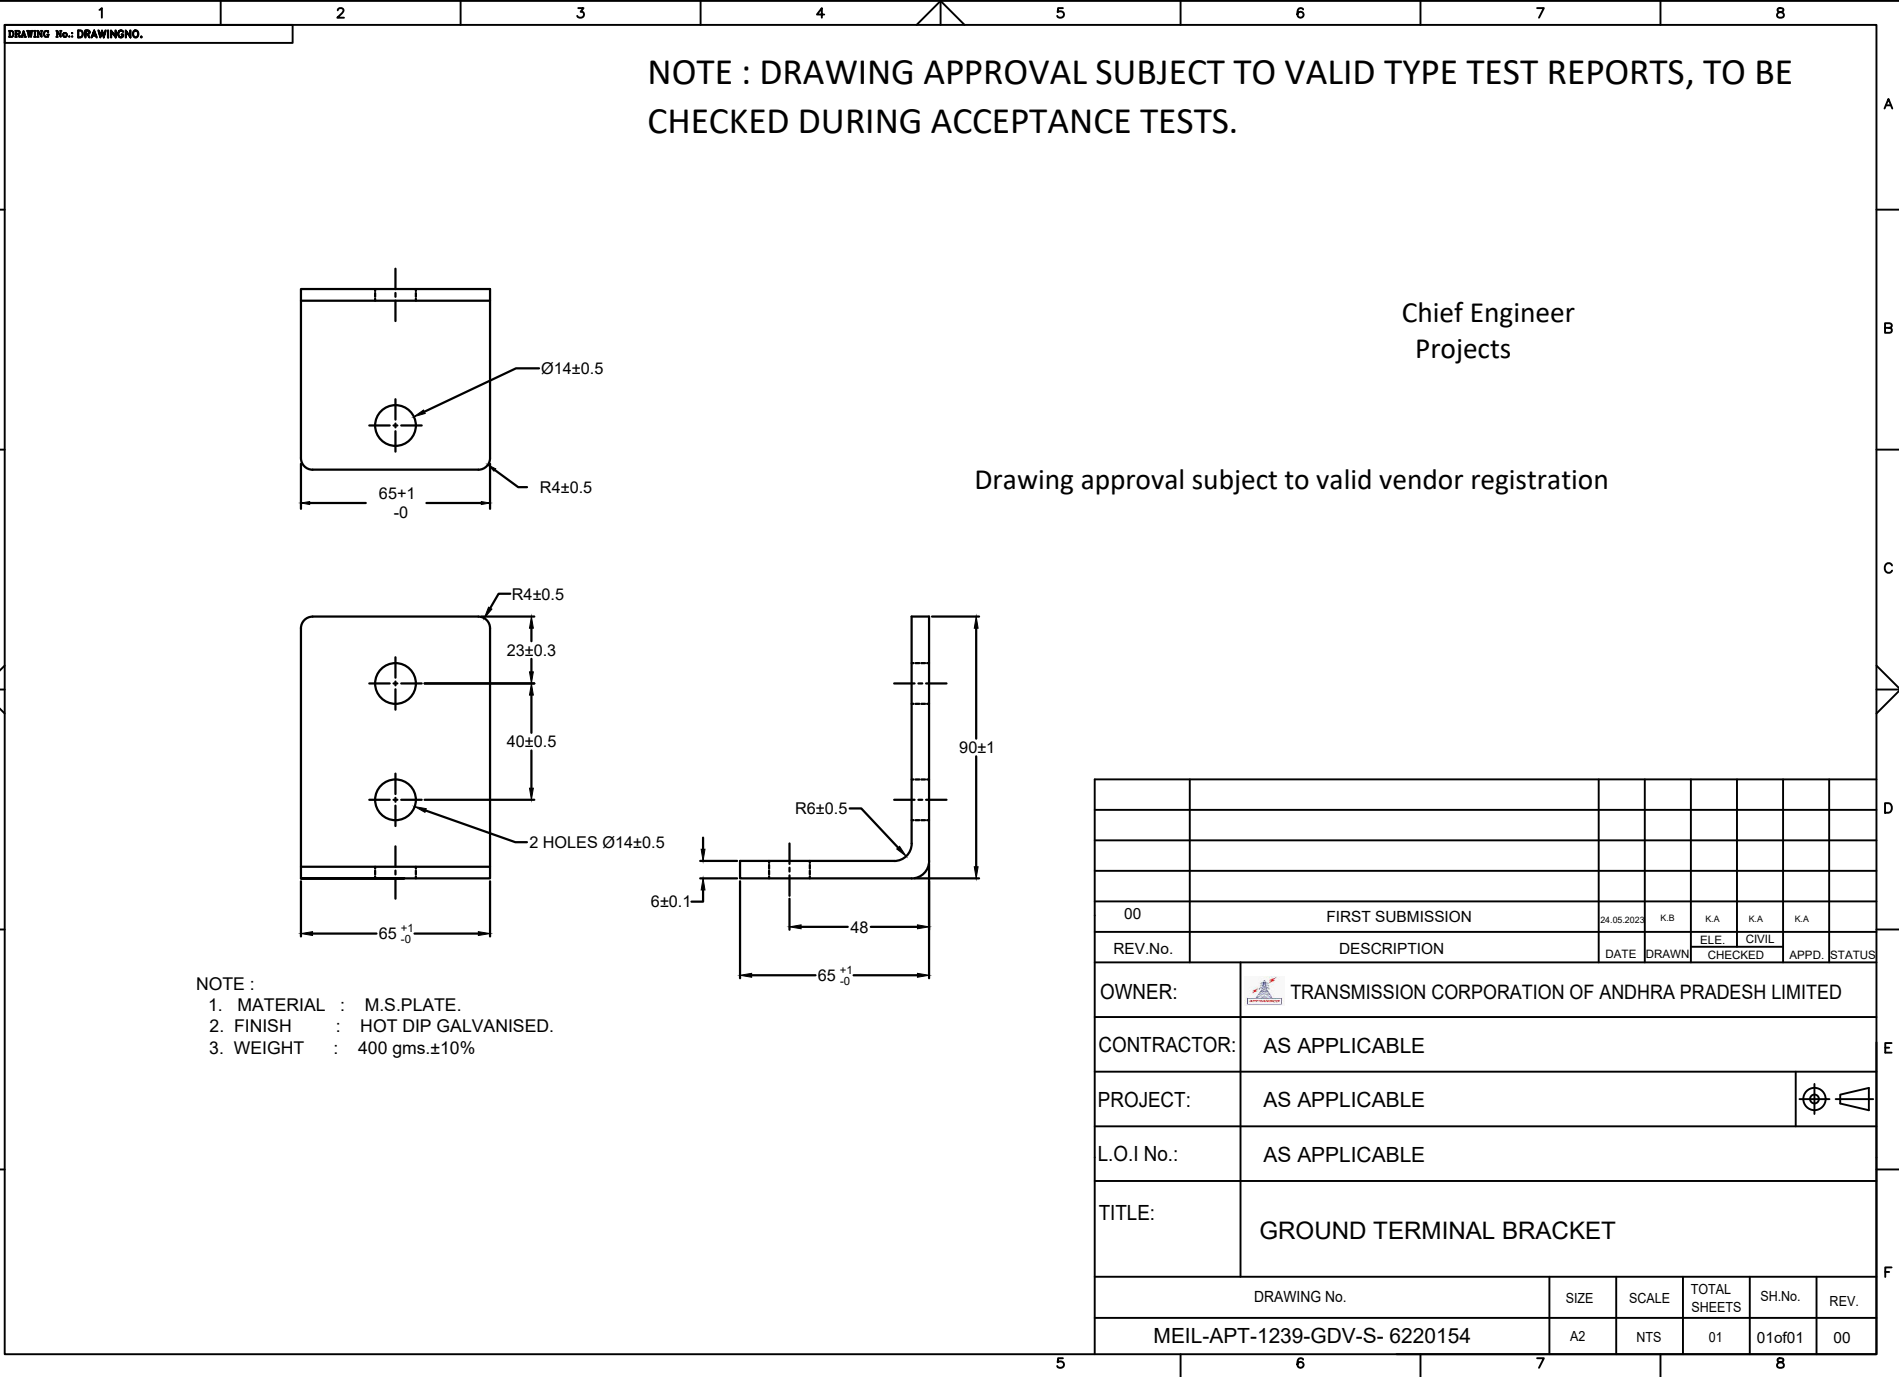 1 2 3 4 5 6 7 8
DRAWING No.: DRAWINGNO.
NOTE : DRAWING APPROVAL SUBJECT TO VALID TYPE TEST REPORTS, TO BE
CHECKED DURING ACCEPTANCE TESTS.
A
Chief Engineer
Projects
B
Ø14±0.5
R4±0.5
65+1
-0
Drawing approval subject to valid vendor registration
C
R4±0.5
23±0.3
40±0.5
2 HOLES Ø14±0.5
65 +1
-0
90±1
R6±0.5
6±0.1
48
65 +1
-0
D
NOTE :
1. MATERIAL : M.S.PLATE.
2. FINISH : HOT DIP GALVANISED.
3. WEIGHT : 400 gms.±10%
00 FIRST SUBMISSION 24.05.2023 K.B K.A K.A K.A
REV.No. DESCRIPTION DATE DRAWN ELE. CIVIL CHECKED APPD. STATUS
OWNER: TRANSMISSION CORPORATION OF ANDHRA PRADESH LIMITED
CONTRACTOR: AS APPLICABLE
E
PROJECT: AS APPLICABLE
L.O.I No.: AS APPLICABLE
TITLE: GROUND TERMINAL BRACKET
F
DRAWING No. SIZE SCALE TOTAL SHEETS SH.No. REV.
MEIL-APT-1239-GDV-S- 6220154 A2 NTS 01 01of01 00
5 6 7 8